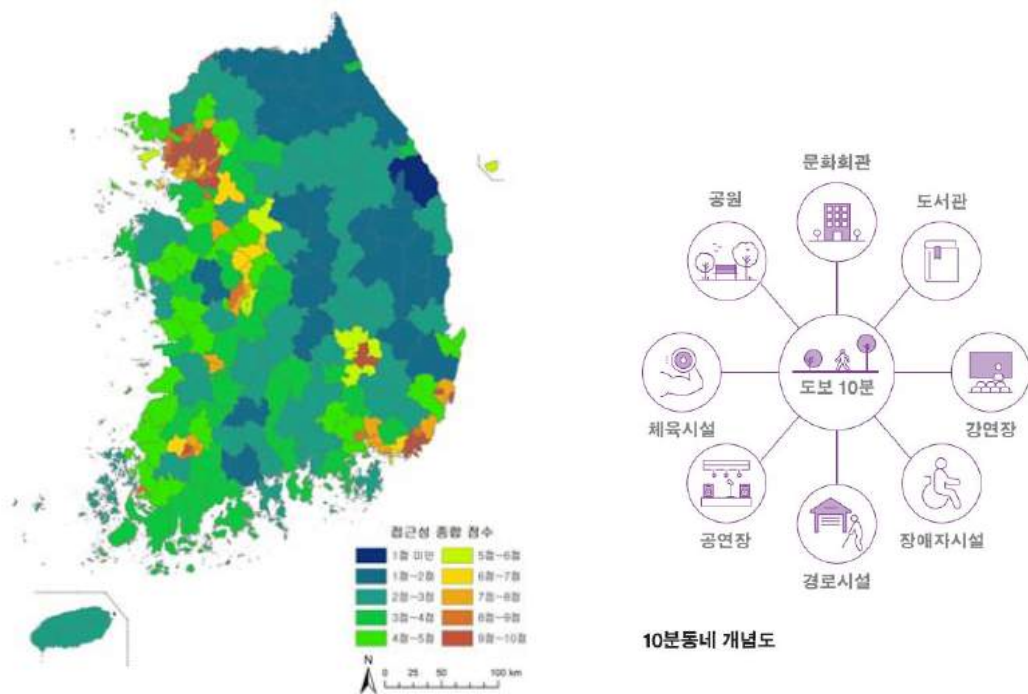 접근성 종합 점수
1점 미만
5점~6점
1점~2점
6점~7점
2점~3점
7점~8점
3점~4점
8점~9점
4점~5점
9점~10점
N
0 25 50 100 km
문화회관
공원
도서관
도보 10분
체육시설
강연장
공연장
장애자시설
경로시설
10분동네 개념도